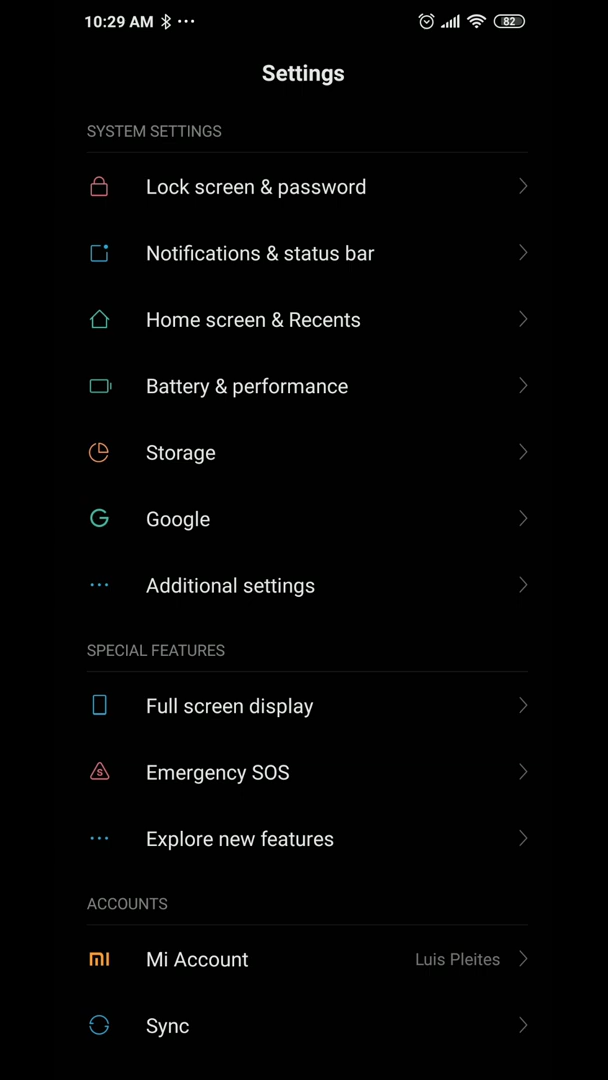 10:29 AM
82
Settings
SYSTEM SETTINGS
Lock screen & password
Notifications & status bar
Home screen & Recents
Battery & performance
Storage
Google
Additional settings
SPECIAL FEATURES
Full screen display
Emergency SOS
Explore new features
ACCOUNTS
Mi Account
Luis Pleites
Sync